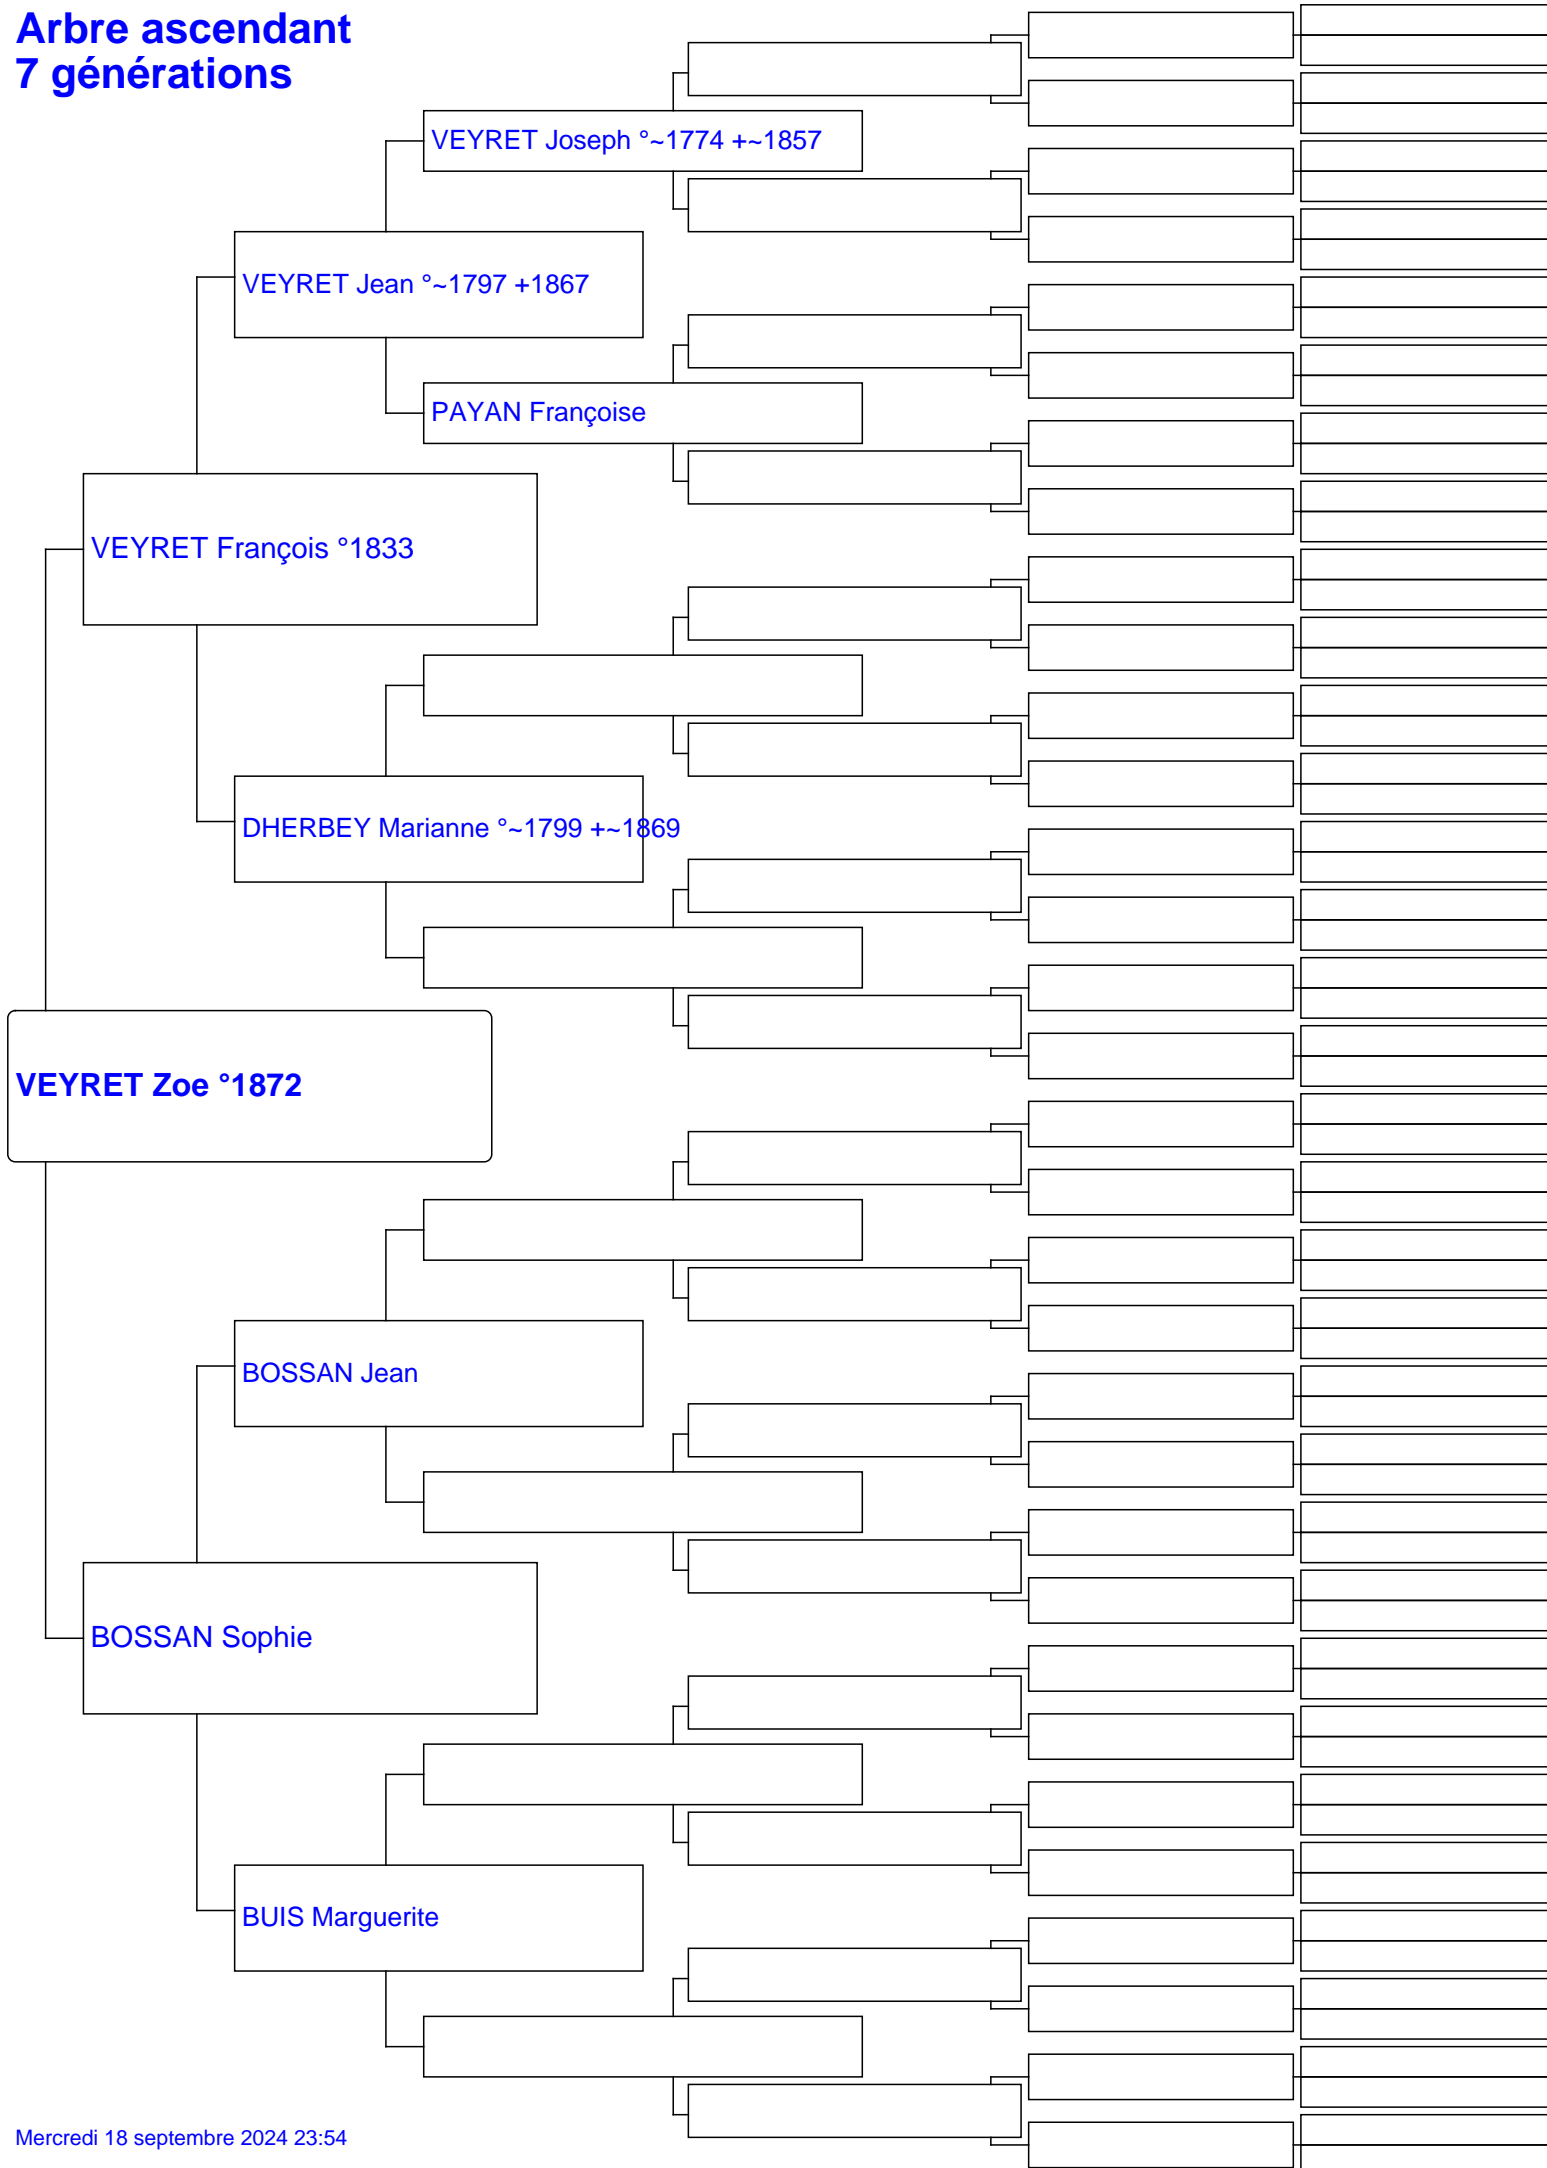 Arbre ascendant
7 générations
VEYRET Joseph °~1774 +~1857
VEYRET Jean °~1797 +1867
PAYAN Françoise
VEYRET François °1833
DHERBEY Marianne °~1799 +~1869
VEYRET Zoe °1872
BOSSAN Jean
BOSSAN Sophie
BUIS Marguerite
Mercredi 18 septembre 2024 23:54